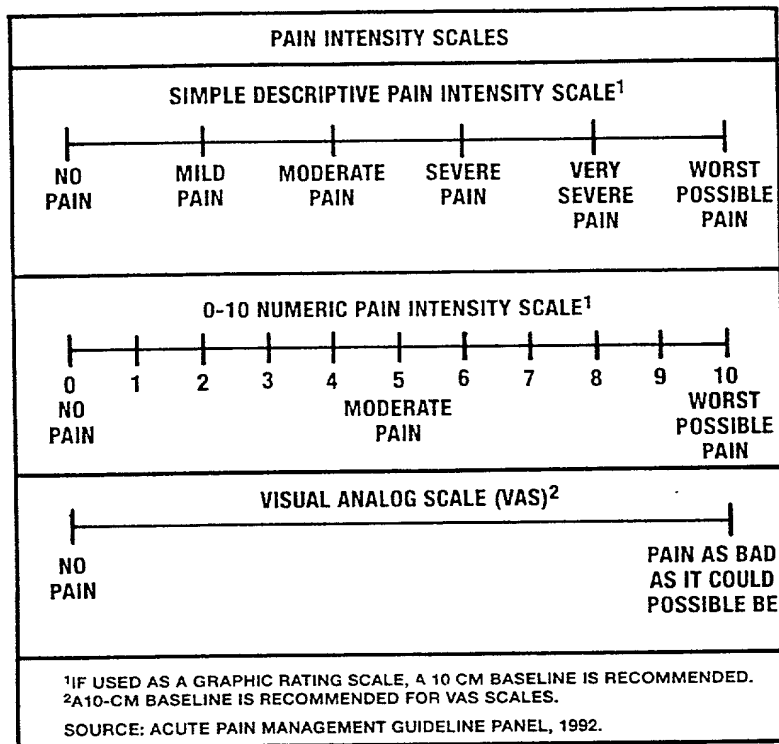 PAIN INTENSITY SCALES
SIMPLE DESCRIPTIVE PAIN INTENSITY SCALE¹
NO PAIN
MILD PAIN
MODERATE PAIN
SEVERE PAIN
VERY SEVERE PAIN
WORST POSSIBLE PAIN
0-10 NUMERIC PAIN INTENSITY SCALE¹
0 1 2 3 4 5 6 7 8 9 10
NO PAIN
MODERATE PAIN
WORST POSSIBLE PAIN
VISUAL ANALOG SCALE (VAS)²
NO PAIN
PAIN AS BAD
AS IT COULD
POSSIBLE BE
¹IF USED AS A GRAPHIC RATING SCALE, A 10 CM BASELINE IS RECOMMENDED.
²A10-CM BASELINE IS RECOMMENDED FOR VAS SCALES.
SOURCE: ACUTE PAIN MANAGEMENT GUIDELINE PANEL, 1992.